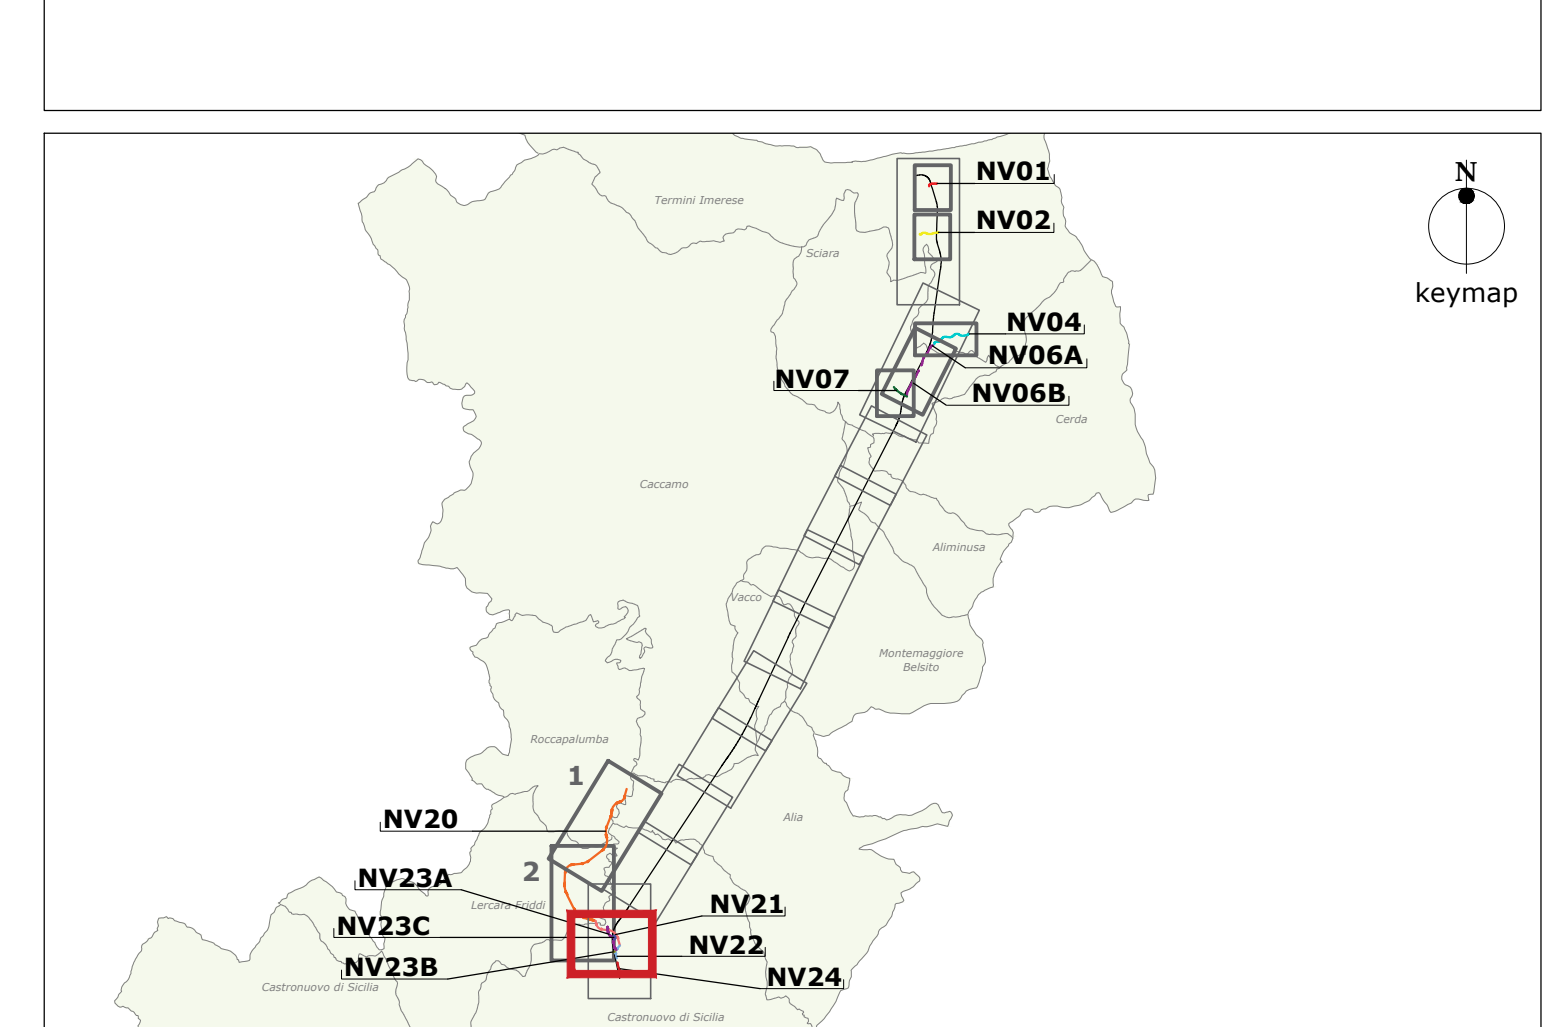 NV01
N
Termini Imerese
NV02
Sciara
keymap
NV04
NV06A
NV07
NV06B
Cerda
Caccamo
Aliminusa
Vacco
Montemaggiore
Belsito
Roccapalumba
1
NV20
Alia
2
NV23A
Lercara Friddi
NV21
NV23C
NV22
NV23B
NV24
Castronuovo di Sicilia
Castronuovo di Sicilia